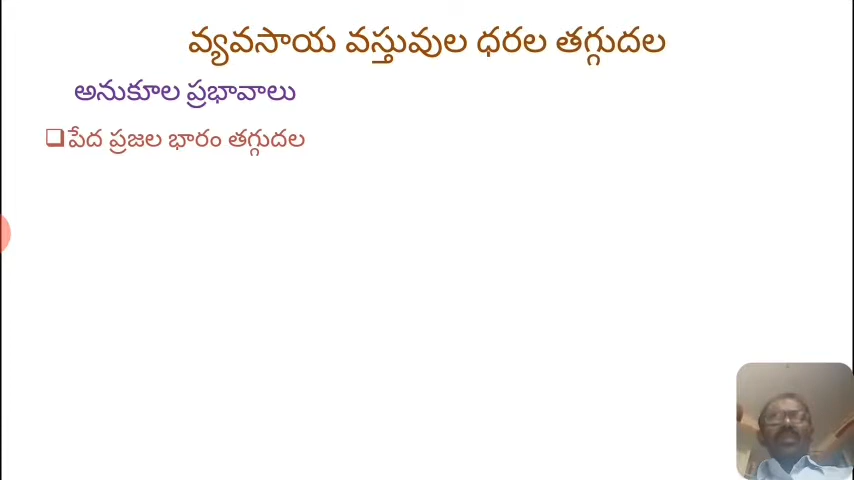 వ్యవసాయ వస్తువుల ధరల తగ్గుదల
అనుకూల ప్రభావాలు
❑పేద ప్రజల భారం తగ్గుదల